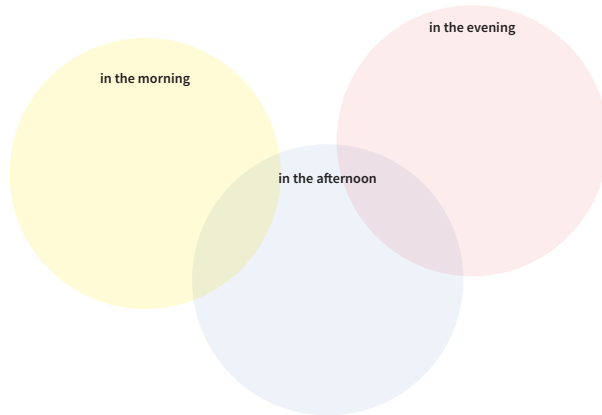 in the evening
in the morning
in the afternoon